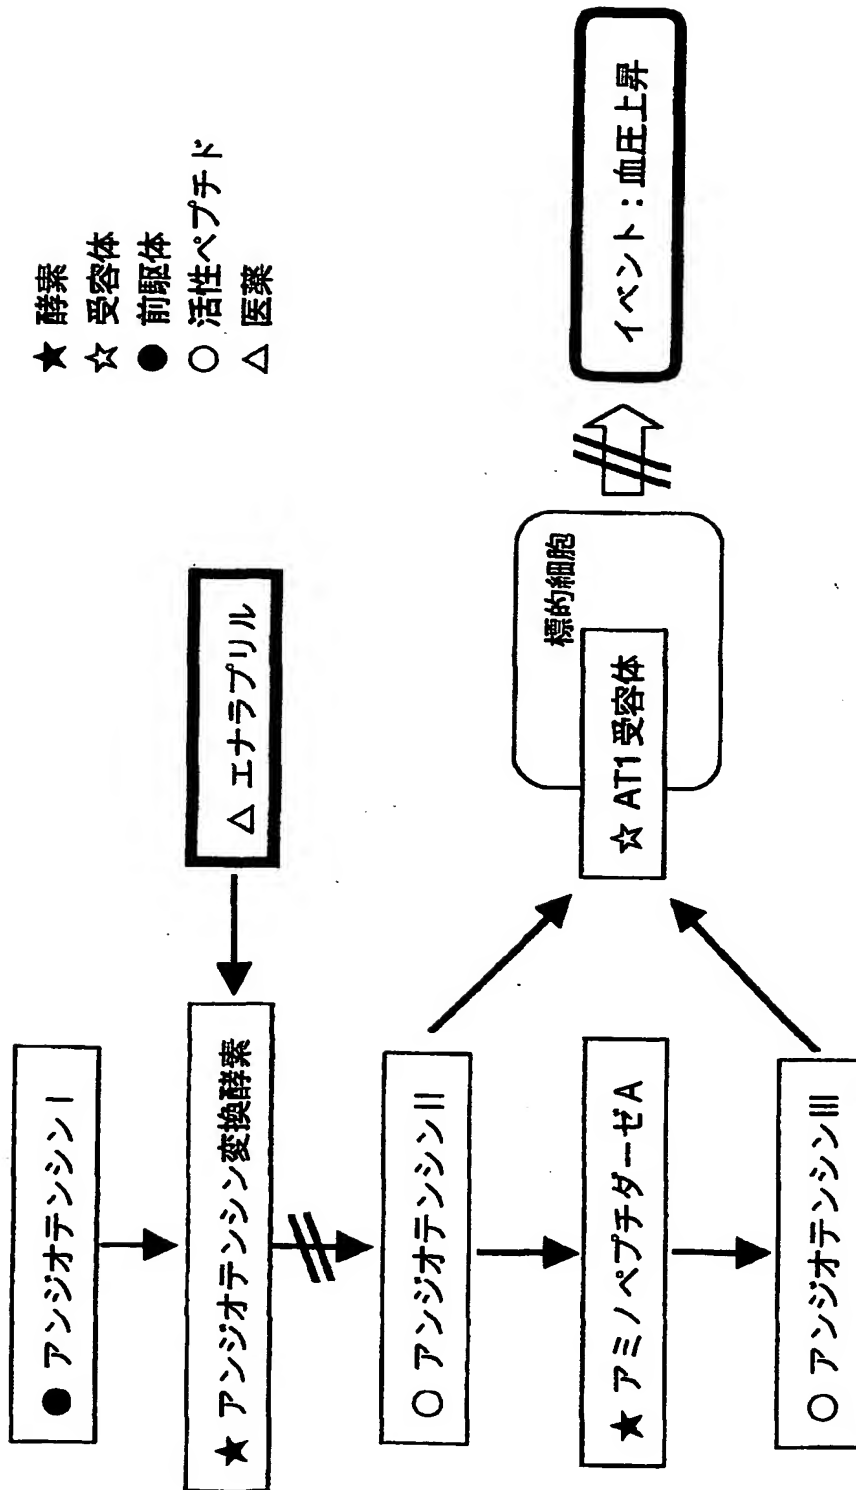 ★ 酵素
☆ 受容体
● 前駆体
○ 活性ペプチド
△ 医薬
● アンジオテンシン I
★ アンジオテンシン変換酵素
△ エナラプリル
○ アンジオテンシン II
★ アミノペプチダーゼ A
○ アンジオテンシン III
標的細胞
☆ AT1 受容体
イベント：血圧上昇